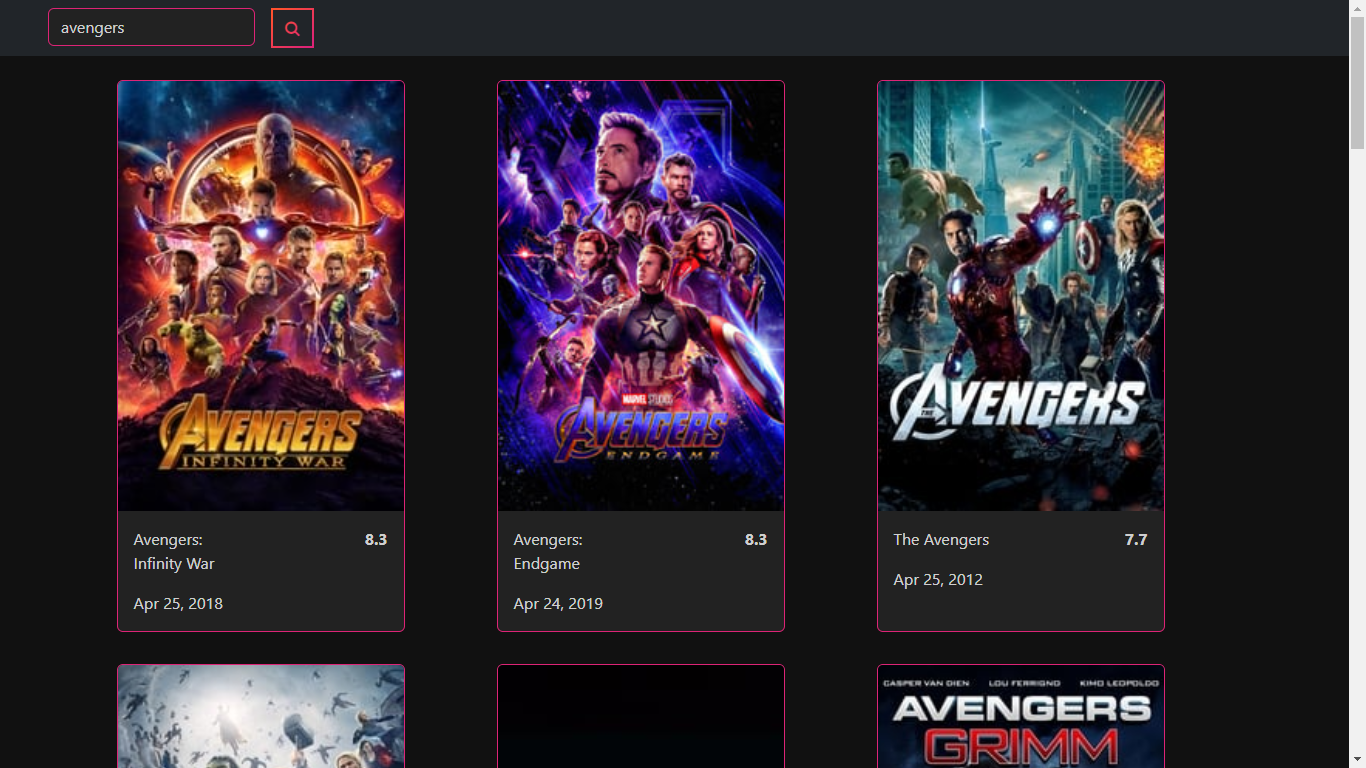 avengers
AVENGERS
INFINITY WAR
MARVEL STUDIOS
AVENGERS
ENDGAME
THE AVENGERS
Avengers: 8.3
Infinity War
Apr 25, 2018
Avengers: 8.3
Endgame
Apr 24, 2019
The Avengers 7.7
Apr 25, 2012
CASPER VAN DIEN LOU FERRIGNO KIMO LEOPOLDO
AVENGERS
GRIMM